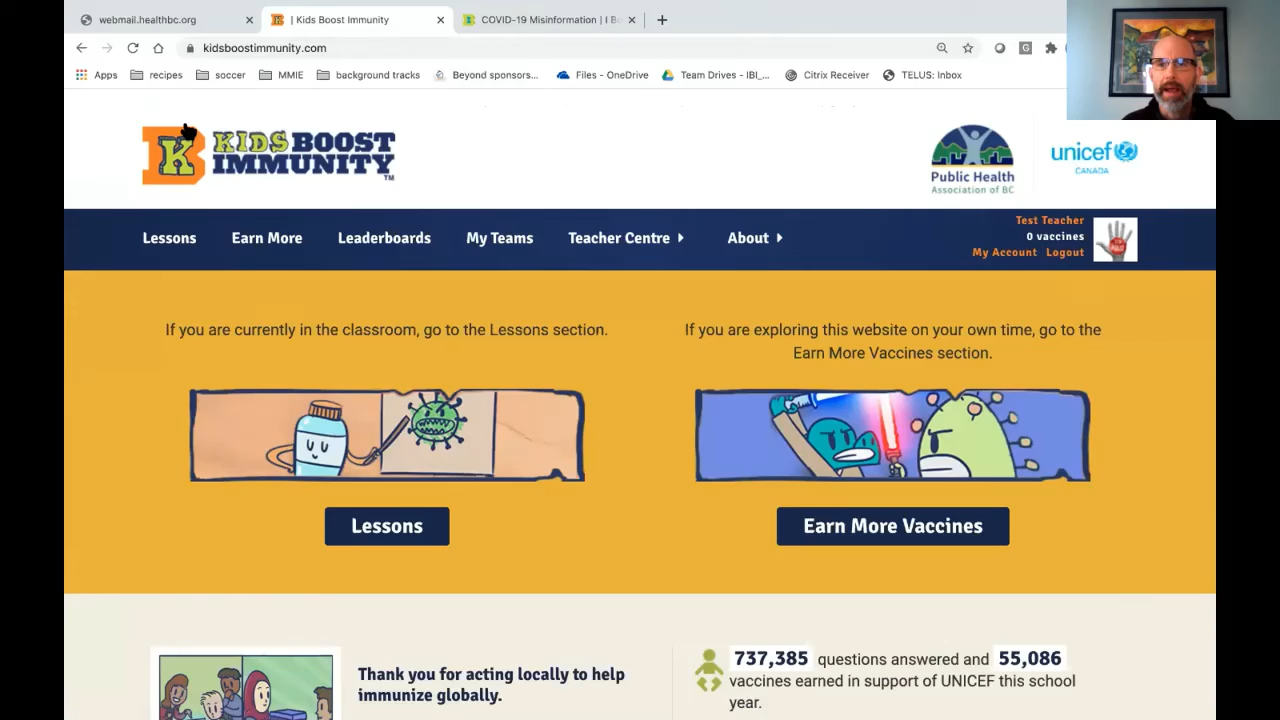 webmail.healthbc.org
| Kids Boost Immunity
COVID-19 Misinformation | I Bo
kidsboostimmunity.com
Apps recipes soccer MMIE background tracks Beyond sponsors... Files - OneDrive Team Drives - IBI_... Citrix Receiver TELUS: Inbox
K KIDS BOOST
IMMUNITY
TM
Public Health
Association of BC
unicef
CANADA
Lessons Earn More Leaderboards My Teams Teacher Centre About
Test Teacher
0 vaccines
My Account Logout
If you are currently in the classroom, go to the Lessons section.
If you are exploring this website on your own time, go to the
Earn More Vaccines section.
Lessons
Earn More Vaccines
Thank you for acting locally to help
immunize globally.
737,385 questions answered and 55,086
vaccines earned in support of UNICEF this school
year.